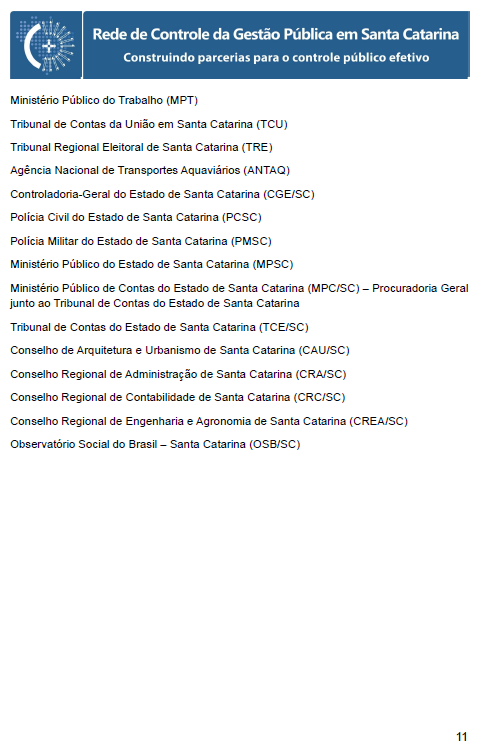 Rede de Controle da Gestão Pública em Santa Catarina
Construindo parcerias para o controle público efetivo
Ministério Público do Trabalho (MPT)
Tribunal de Contas da União em Santa Catarina (TCU)
Tribunal Regional Eleitoral de Santa Catarina (TRE)
Agência Nacional de Transportes Aquaviários (ANTAQ)
Controladoria-Geral do Estado de Santa Catarina (CGE/SC)
Polícia Civil do Estado de Santa Catarina (PCSC)
Polícia Militar do Estado de Santa Catarina (PMSC)
Ministério Público do Estado de Santa Catarina (MPSC)
Ministério Público de Contas do Estado de Santa Catarina (MPC/SC) – Procuradoria Geral
junto ao Tribunal de Contas do Estado de Santa Catarina
Tribunal de Contas do Estado de Santa Catarina (TCE/SC)
Conselho de Arquitetura e Urbanismo de Santa Catarina (CAU/SC)
Conselho Regional de Administração de Santa Catarina (CRA/SC)
Conselho Regional de Contabilidade de Santa Catarina (CRC/SC)
Conselho Regional de Engenharia e Agronomia de Santa Catarina (CREA/SC)
Observatório Social do Brasil – Santa Catarina (OSB/SC)
11